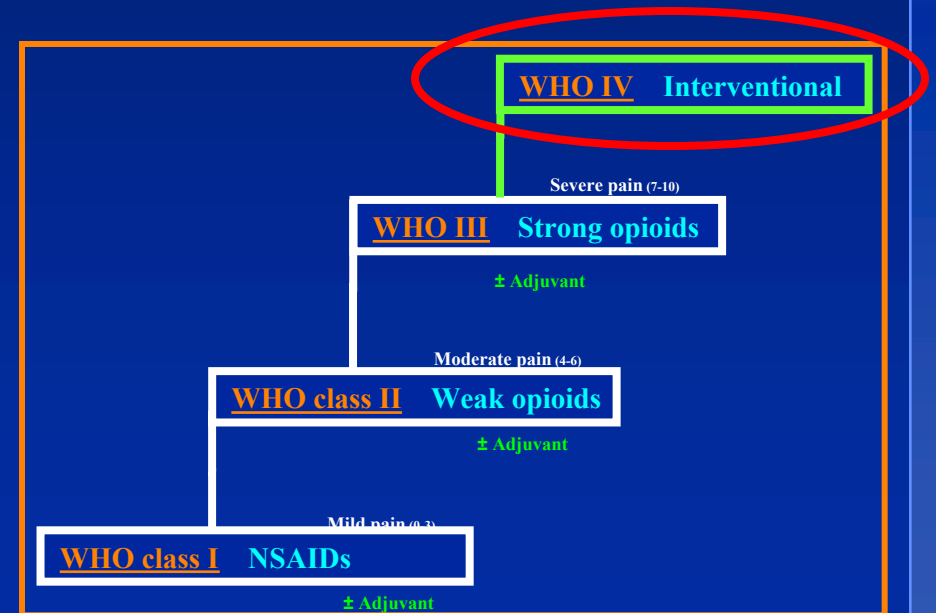 WHO IV Interventional
Severe pain (7-10)
WHO III Strong opioids
± Adjuvant
Moderate pain (4-6)
WHO class II Weak opioids
± Adjuvant
Mild pain (0-3)
WHO class I NSAIDs
± Adjuvant